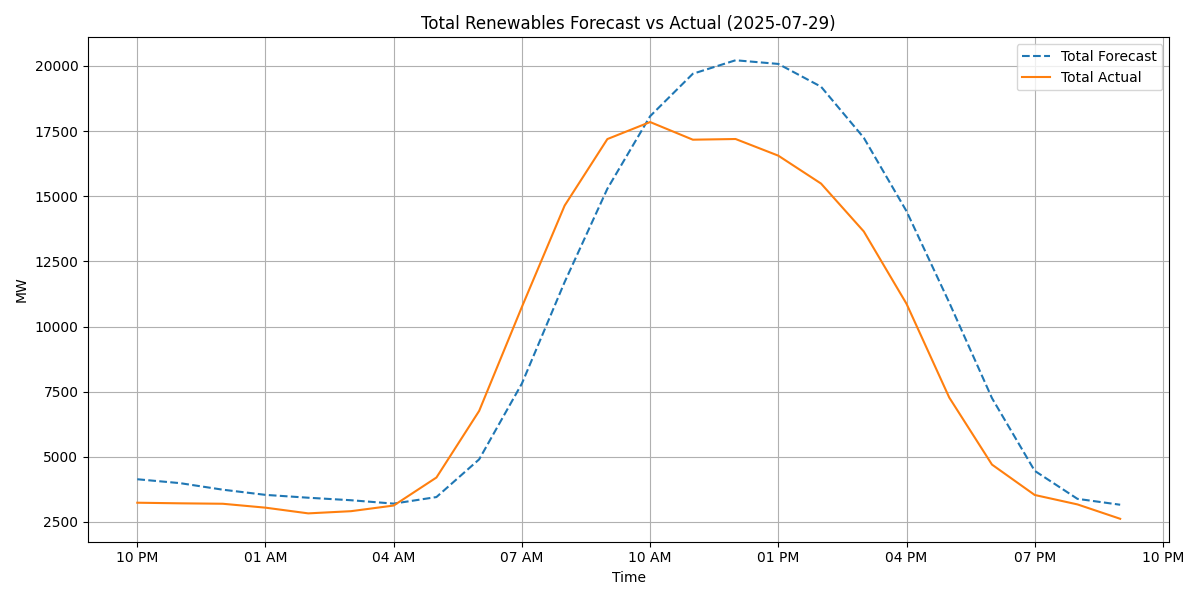 Total Renewables Forecast vs Actual (2025-07-29)
Total Forecast
Total Actual
20000
17500
15000
12500
10000
7500
5000
2500
MW
10 PM 01 AM 04 AM 07 AM 10 AM 01 PM 04 PM 07 PM 10 PM
Time